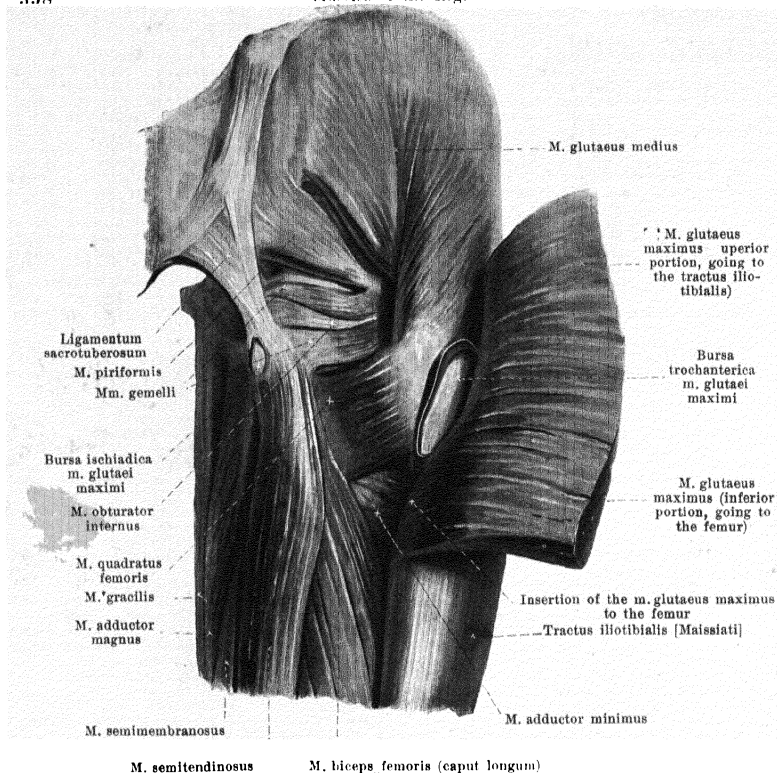 M. glutaeus medius
M. glutaeus
maximus uperior
portion, going to
the tractus ilio-
tibialis)
Ligamentum
sacrotuberosum
M. piriformis
Mm. gemelli
Bursa
trochanterica
m. glutaei
maximi
Bursa ischiadica
m. glutaei
maximi
M. obturator
internus
M. glutaeus
maximus (inferior
portion, going to
the femur)
M. quadratus
femoris
M. gracilis
M. adductor
magnus
Insertion of the m. glutaeus maximus
to the femur
Tractus iliotibialis [Maissiati]
M. adductor minimus
M. semimembranosus
M. semitendinosus
M. biceps femoris (caput longum)